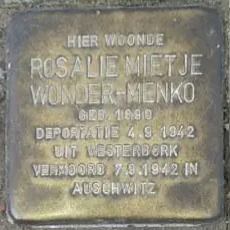 HIER WOONDE
ROSALIE MIETJE
WONDER-MENKO
GEB. 1890
DEPORTATIE 4.9.1942
UIT WESTERBORK
VERMOORD 7.9.1942 IN
AUSCHWITZ